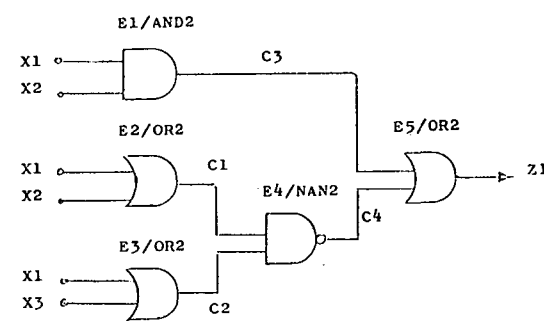 E1/AND2
X1
C3
X2
E5/OR2
E2/OR2
X1
C1
Z1
X2
E4/NAN2
C4
E3/OR2
X1
X3
C2